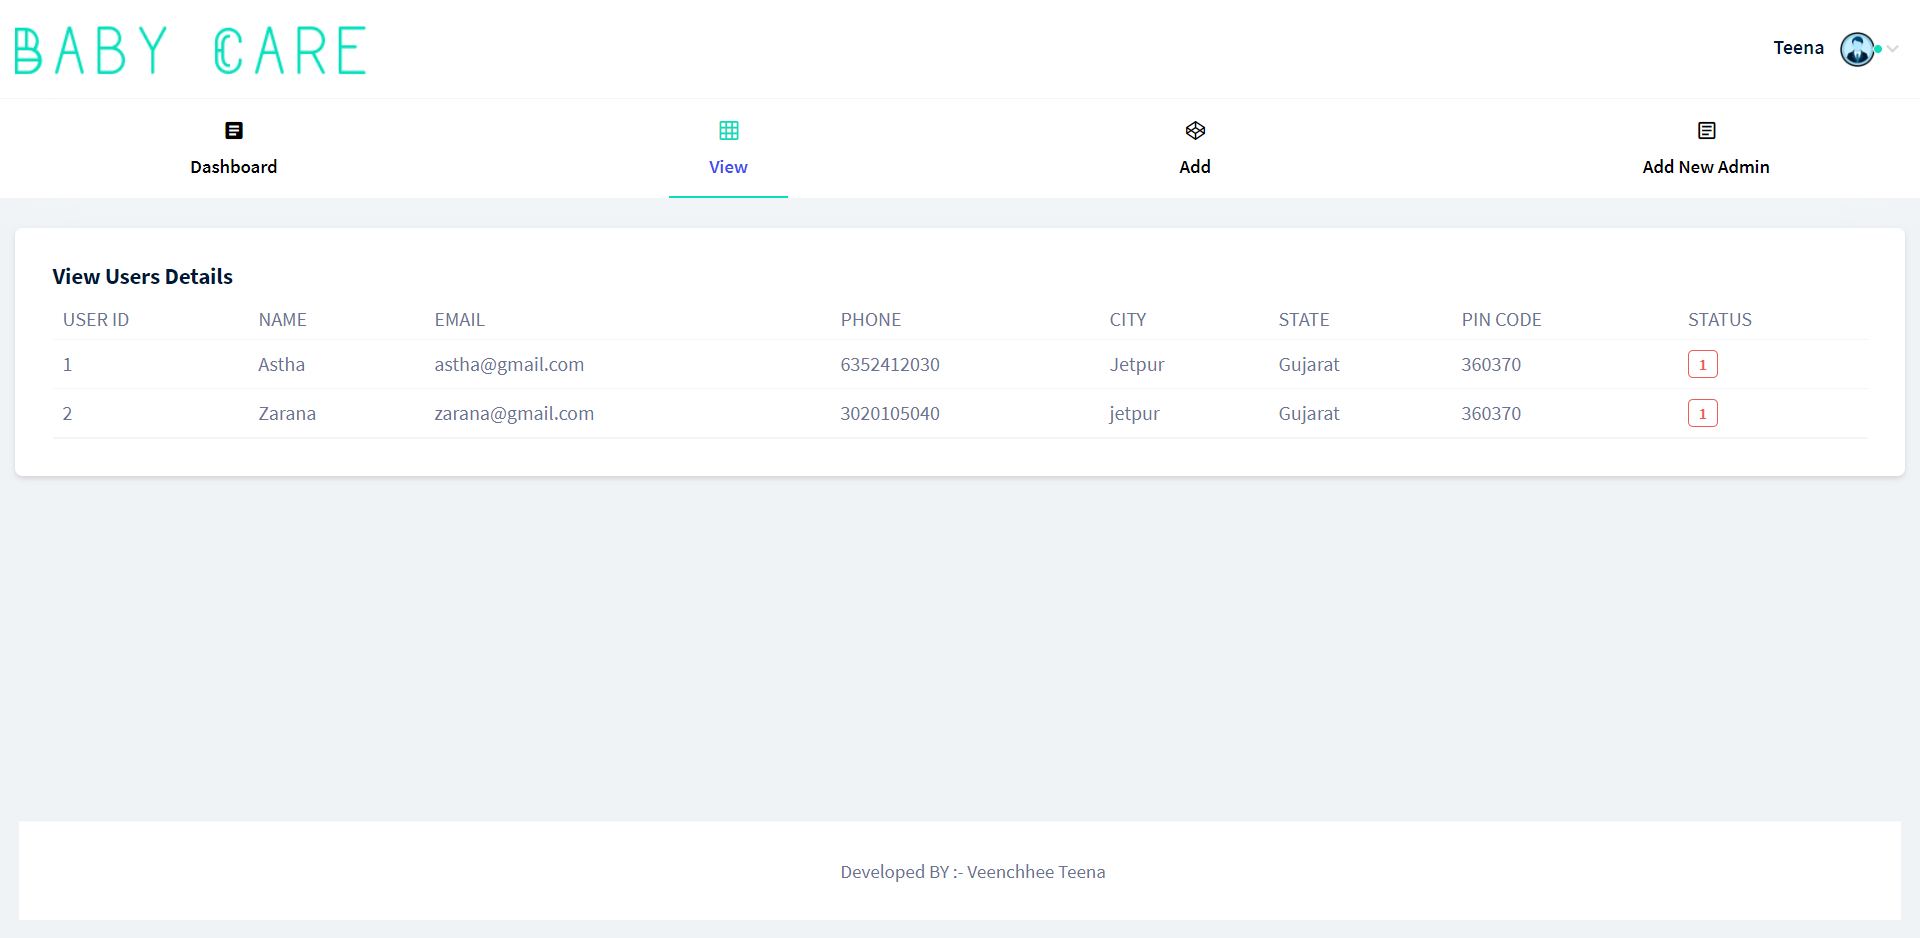 BABY CARE
Teena
Dashboard View Add Add New Admin
View Users Details
USER ID NAME EMAIL PHONE CITY STATE PIN CODE STATUS
1 Astha astha@gmail.com 6352412030 Jetpur Gujarat 360370 1
2 Zarana zarana@gmail.com 3020105040 jetpur Gujarat 360370 1
Developed BY :- Veenchhee Teena